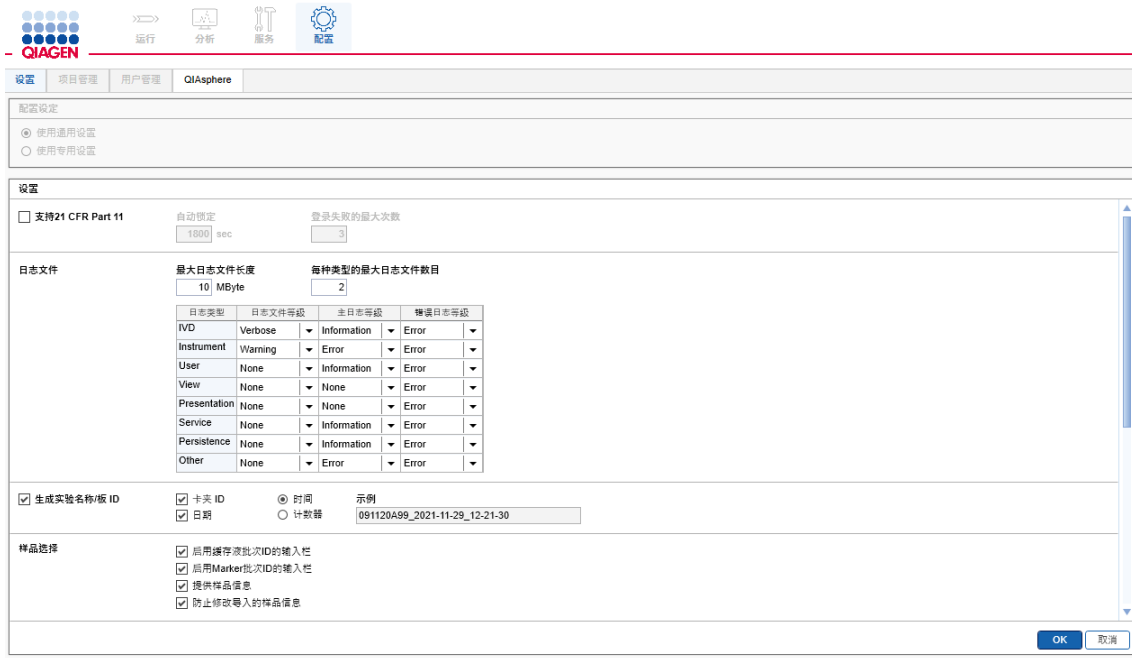 QIAGEN
运行 分析 服务 配置
设置 项目管理 用户管理 QIAsphere
配置设定
使用通用设置
使用专用设置
设置
支持21 CFR Part 11 自动锁定 登录失败的最大次数
1800 sec 3
日志文件 最大日志文件长度 每种类型的最大日志文件数目
10 MByte 2
日志类型 日志文件等级 主日志等级 错误日志等级
IVD Verbose Information Error
Instrument Warning Error Error
User None Information Error
View None None Error
Presentation None None Error
Service None Information Error
Persistence None Information Error
Other None Error Error
生成实验名称/板 ID 卡夹 ID 时间 示例
日期 计数器 091120A99_2021-11-29_12-21-30
样品选择 启用缓存液批次ID的输入栏
启用Marker批次ID的输入栏
提供样品信息
防止修改导入的样品信息
OK 取消